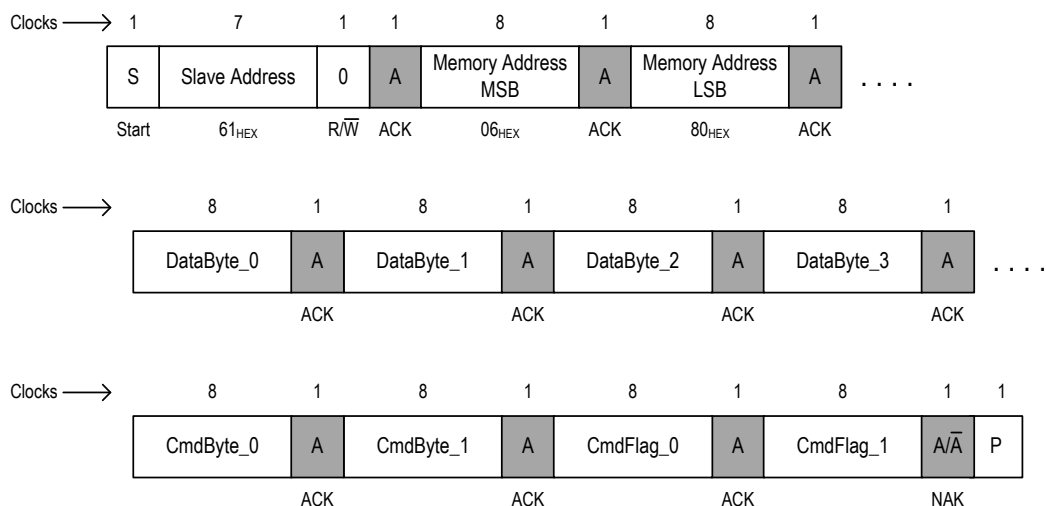 Clocks 1 7 1 1 8 1 8 1
S Slave Address 0 A Memory Address MSB A Memory Address LSB A . . . .
Start 61HEX R/W̅ ACK 06HEX ACK 80HEX ACK
Clocks 8 1 8 1 8 1 8 1
DataByte_0 A DataByte_1 A DataByte_2 A DataByte_3 A . . . .
ACK ACK ACK ACK
Clocks 8 1 8 1 8 1 8 1 1
CmdByte_0 A CmdByte_1 A CmdFlag_0 A CmdFlag_1 A/A̅ P
ACK ACK ACK NAK